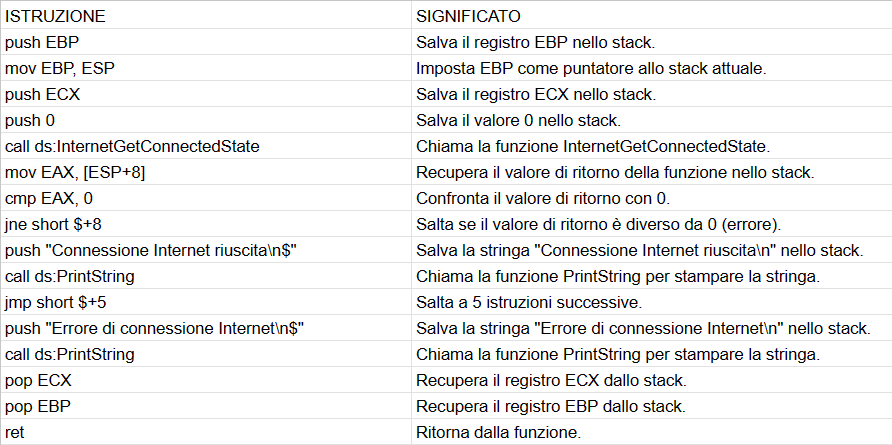 ISTRUZIONE SIGNIFICATO
push EBP Salva il registro EBP nello stack.
mov EBP, ESP Imposta EBP come puntatore allo stack attuale.
push ECX Salva il registro ECX nello stack.
push 0 Salva il valore 0 nello stack.
call ds:InternetGetConnectedState Chiama la funzione InternetGetConnectedState.
mov EAX, [ESP+8] Recupera il valore di ritorno della funzione nello stack.
cmp EAX, 0 Confronta il valore di ritorno con 0.
jne short $+8 Salta se il valore di ritorno è diverso da 0 (errore).
push "Connessione Internet riuscita\n$" Salva la stringa "Connessione Internet riuscita\n" nello stack.
call ds:PrintString Chiama la funzione PrintString per stampare la stringa.
jmp short $+5 Salta a 5 istruzioni successive.
push "Errore di connessione Internet\n$" Salva la stringa "Errore di connessione Internet\n" nello stack.
call ds:PrintString Chiama la funzione PrintString per stampare la stringa.
pop ECX Recupera il registro ECX dallo stack.
pop EBP Recupera il registro EBP dallo stack.
ret Ritorna dalla funzione.